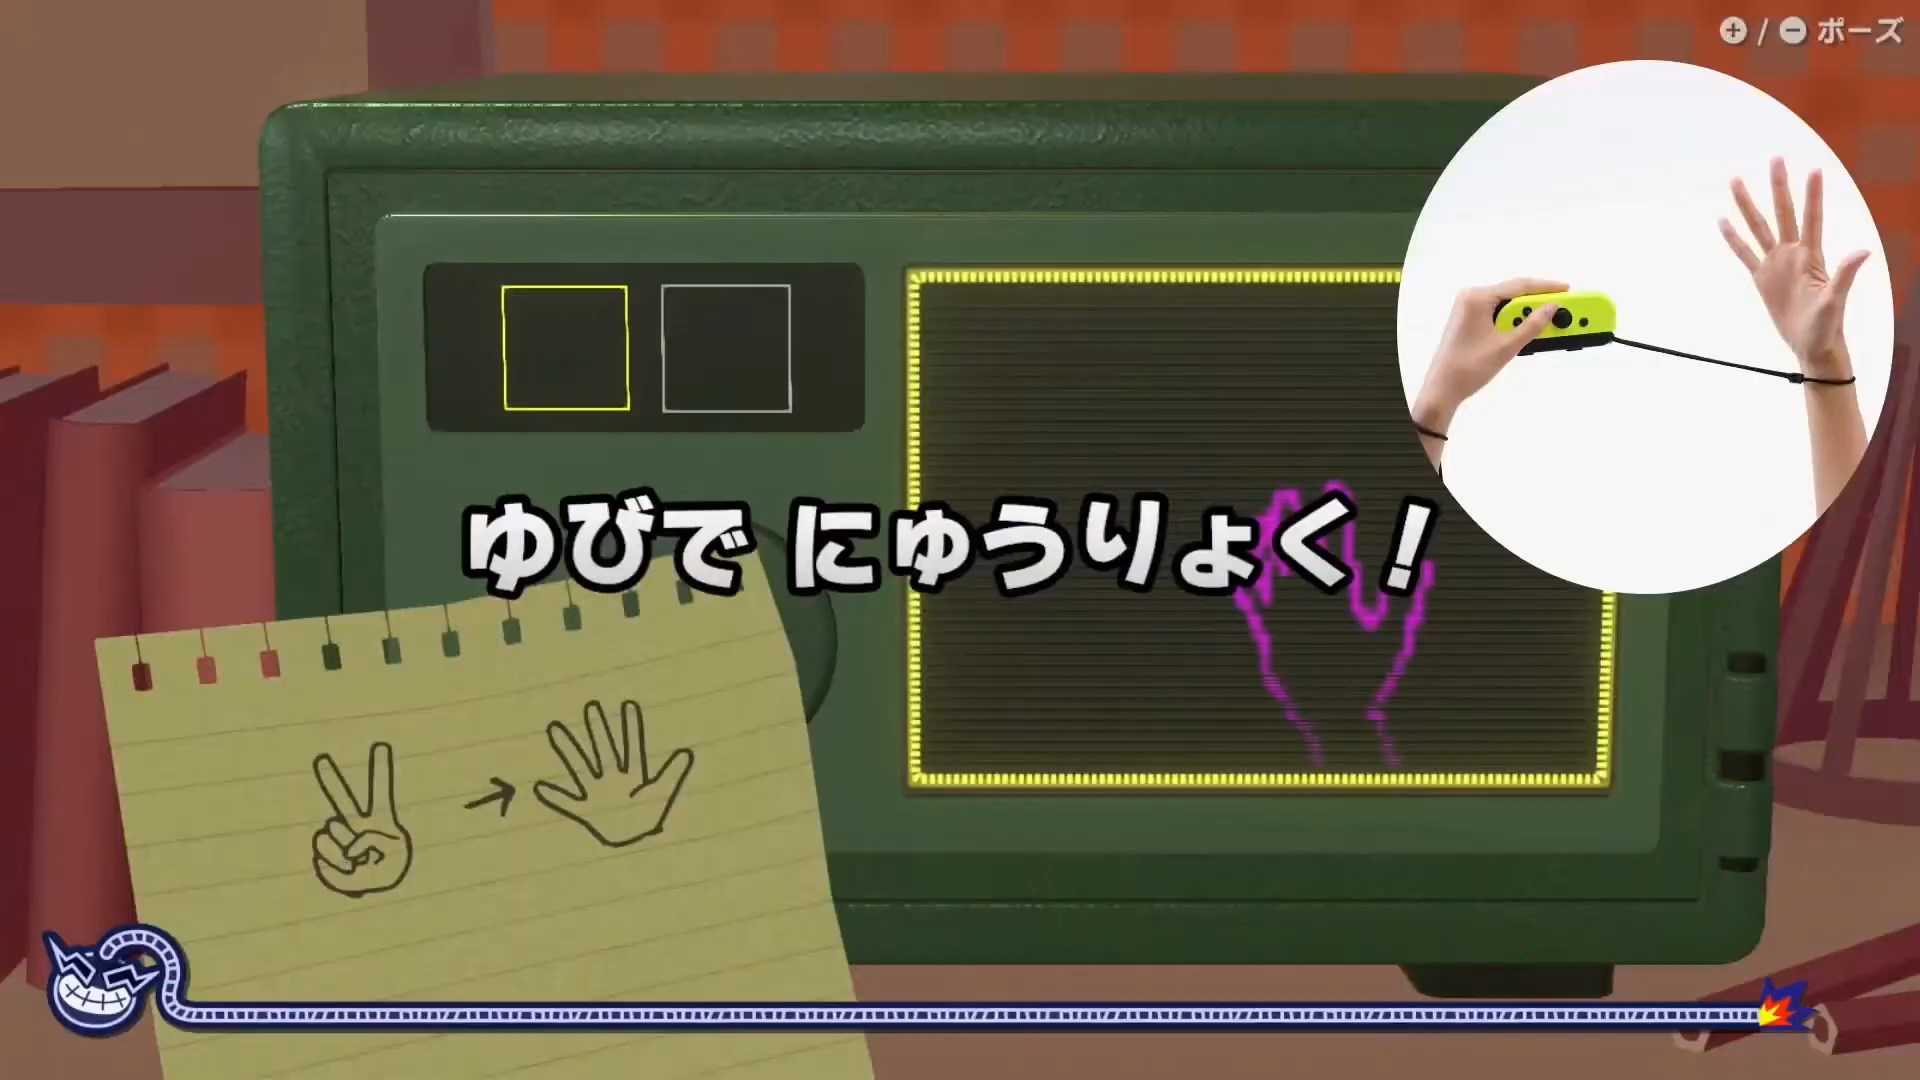 + / - ポーズ
ゆびで にゅうりょく！